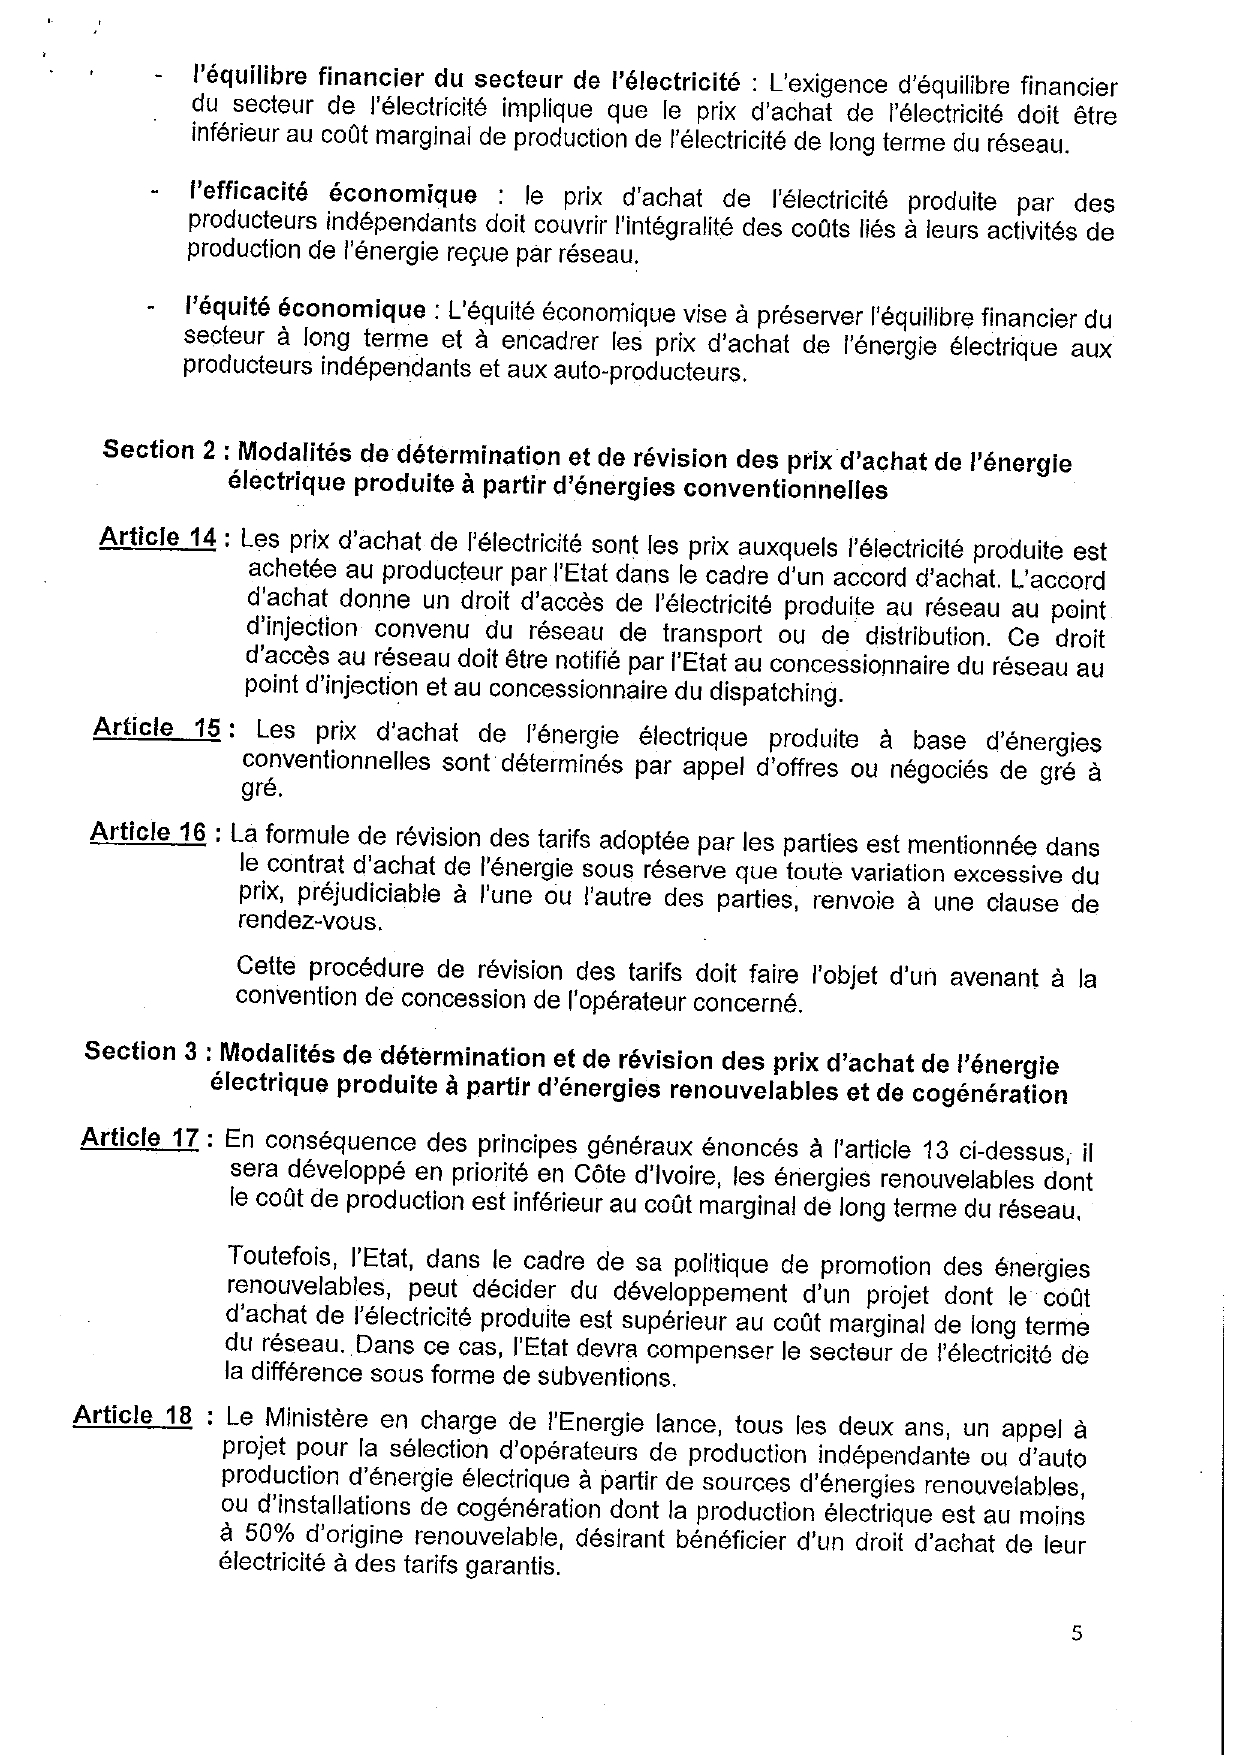 - l'équilibre financier du secteur de l'électricité : L'exigence d'équilibre financier
du secteur de l'électricité implique que le prix d'achat de l'électricité doit être
inférieur au coût marginal de production de l'électricité de long terme du réseau.
- l'efficacité économique : le prix d'achat de l'électricité produite par des
producteurs indépendants doit couvrir l'intégralité des coûts liés à leurs activités de
production de l'énergie reçue par réseau.
- l'équité économique : L'équité économique vise à préserver l'équilibre financier du
secteur à long terme et à encadrer les prix d'achat de l'énergie électrique aux
producteurs indépendants et aux auto-producteurs.
Section 2 : Modalités de détermination et de révision des prix d'achat de l'énergie
électrique produite à partir d'énergies conventionnelles
Article 14 : Les prix d'achat de l'électricité sont les prix auxquels l'électricité produite est
achetée au producteur par l'Etat dans le cadre d'un accord d'achat. L'accord
d'achat donne un droit d'accès de l'électricité produite au réseau au point
d'injection convenu du réseau de transport ou de distribution. Ce droit
d'accès au réseau doit être notifié par l'Etat au concessionnaire du réseau au
point d'injection et au concessionnaire du dispatching.
Article 15 : Les prix d'achat de l'énergie électrique produite à base d'énergies
conventionnelles sont déterminés par appel d'offres ou négociés de gré à
gré.
Article 16 : La formule de révision des tarifs adoptée par les parties est mentionnée dans
le contrat d'achat de l'énergie sous réserve que toute variation excessive du
prix, préjudiciable à l'une ou l'autre des parties, renvoie à une clause de
rendez-vous.
Cette procédure de révision des tarifs doit faire l'objet d'un avenant à la
convention de concession de l'opérateur concerné.
Section 3 : Modalités de détermination et de révision des prix d'achat de l'énergie
électrique produite à partir d'énergies renouvelables et de cogénération
Article 17 : En conséquence des principes généraux énoncés à l'article 13 ci-dessus, il
sera développé en priorité en Côte d'Ivoire, les énergies renouvelables dont
le coût de production est inférieur au coût marginal de long terme du réseau.
Toutefois, l'Etat, dans le cadre de sa politique de promotion des énergies
renouvelables, peut décider du développement d'un projet dont le coût
d'achat de l'électricité produite est supérieur au coût marginal de long terme
du réseau. Dans ce cas, l'Etat devra compenser le secteur de l'électricité de
la différence sous forme de subventions.
Article 18 : Le Ministère en charge de l'Energie lance, tous les deux ans, un appel à
projet pour la sélection d'opérateurs de production indépendante ou d'auto
production d'énergie électrique à partir de sources d'énergies renouvelables,
ou d'installations de cogénération dont la production électrique est au moins
à 50% d'origine renouvelable, désirant bénéficier d'un droit d'achat de leur
électricité à des tarifs garantis.
5